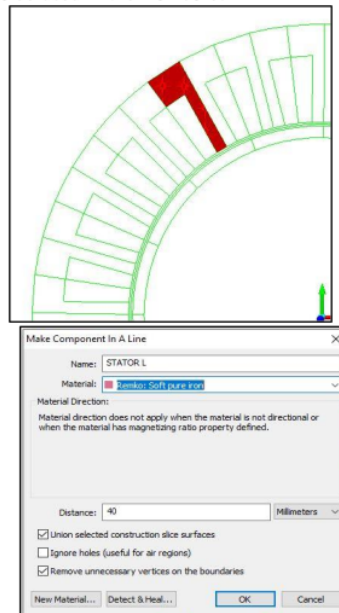 Make Component In A Line
Name: STATOR L
Material: Remko: Soft pure iron
Material Direction:
Material direction does not apply when the material is not directional or
when the material has magnetizing ratio property defined.
Distance: 40 Millimeters
Union selected construction slice surfaces
Ignore holes (useful for air regions)
Remove unnecessary vertices on the boundaries
New Material... Detect & Heal... OK Cancel